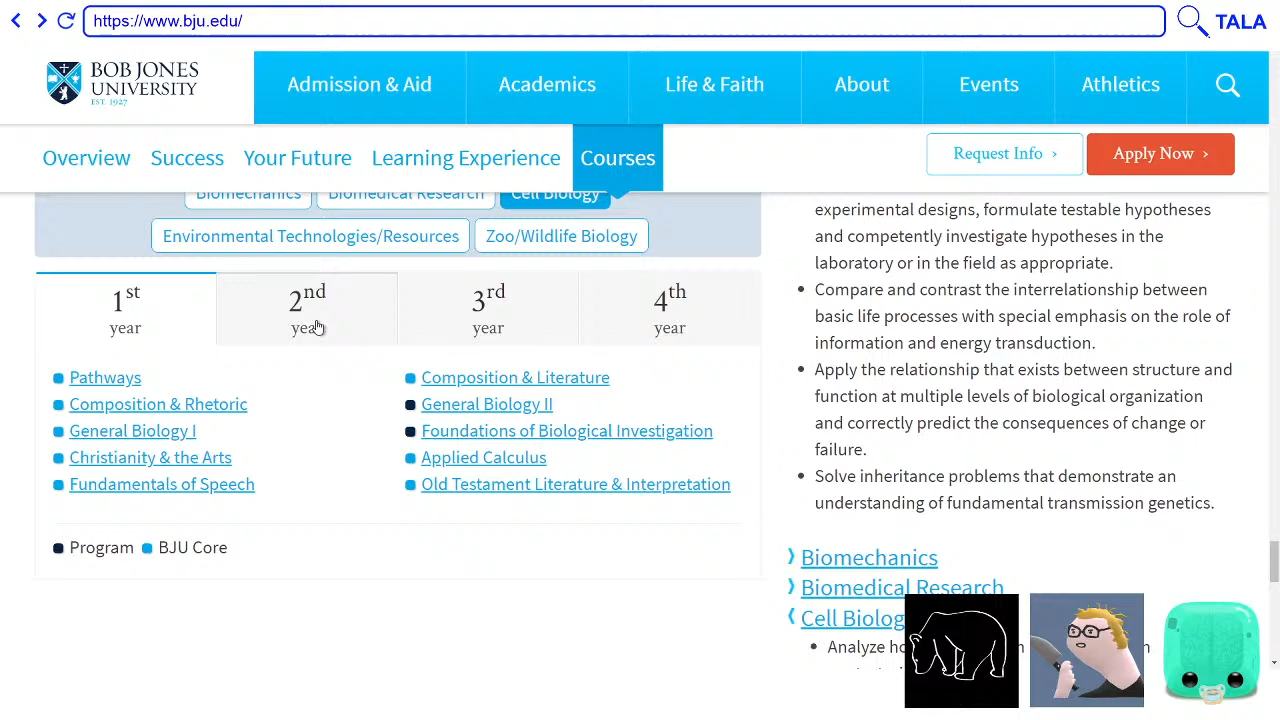 https://www.bju.edu/
TALA
BOB JONES
UNIVERSITY
EST. 1927
Admission & Aid
Academics
Life & Faith
About
Events
Athletics
Overview
Success
Your Future
Learning Experience
Courses
Request Info ›
Apply Now ›
Biomechanics
Biomedical Research
Cell Biology
Environmental Technologies/Resources
Zoo/Wildlife Biology
1st
year
2nd
year
3rd
year
4th
year
Pathways
Composition & Rhetoric
General Biology I
Christianity & the Arts
Fundamentals of Speech
Composition & Literature
General Biology II
Foundations of Biological Investigation
Applied Calculus
Old Testament Literature & Interpretation
Program
BJU Core
experimental designs, formulate testable hypotheses
and competently investigate hypotheses in the
laboratory or in the field as appropriate.
• Compare and contrast the interrelationship between
basic life processes with special emphasis on the role of
information and energy transduction.
• Apply the relationship that exists between structure and
function at multiple levels of biological organization
and correctly predict the consequences of change or
failure.
• Solve inheritance problems that demonstrate an
understanding of fundamental transmission genetics.
Biomechanics
Biomedical Research
Cell Biolog
• Analyze